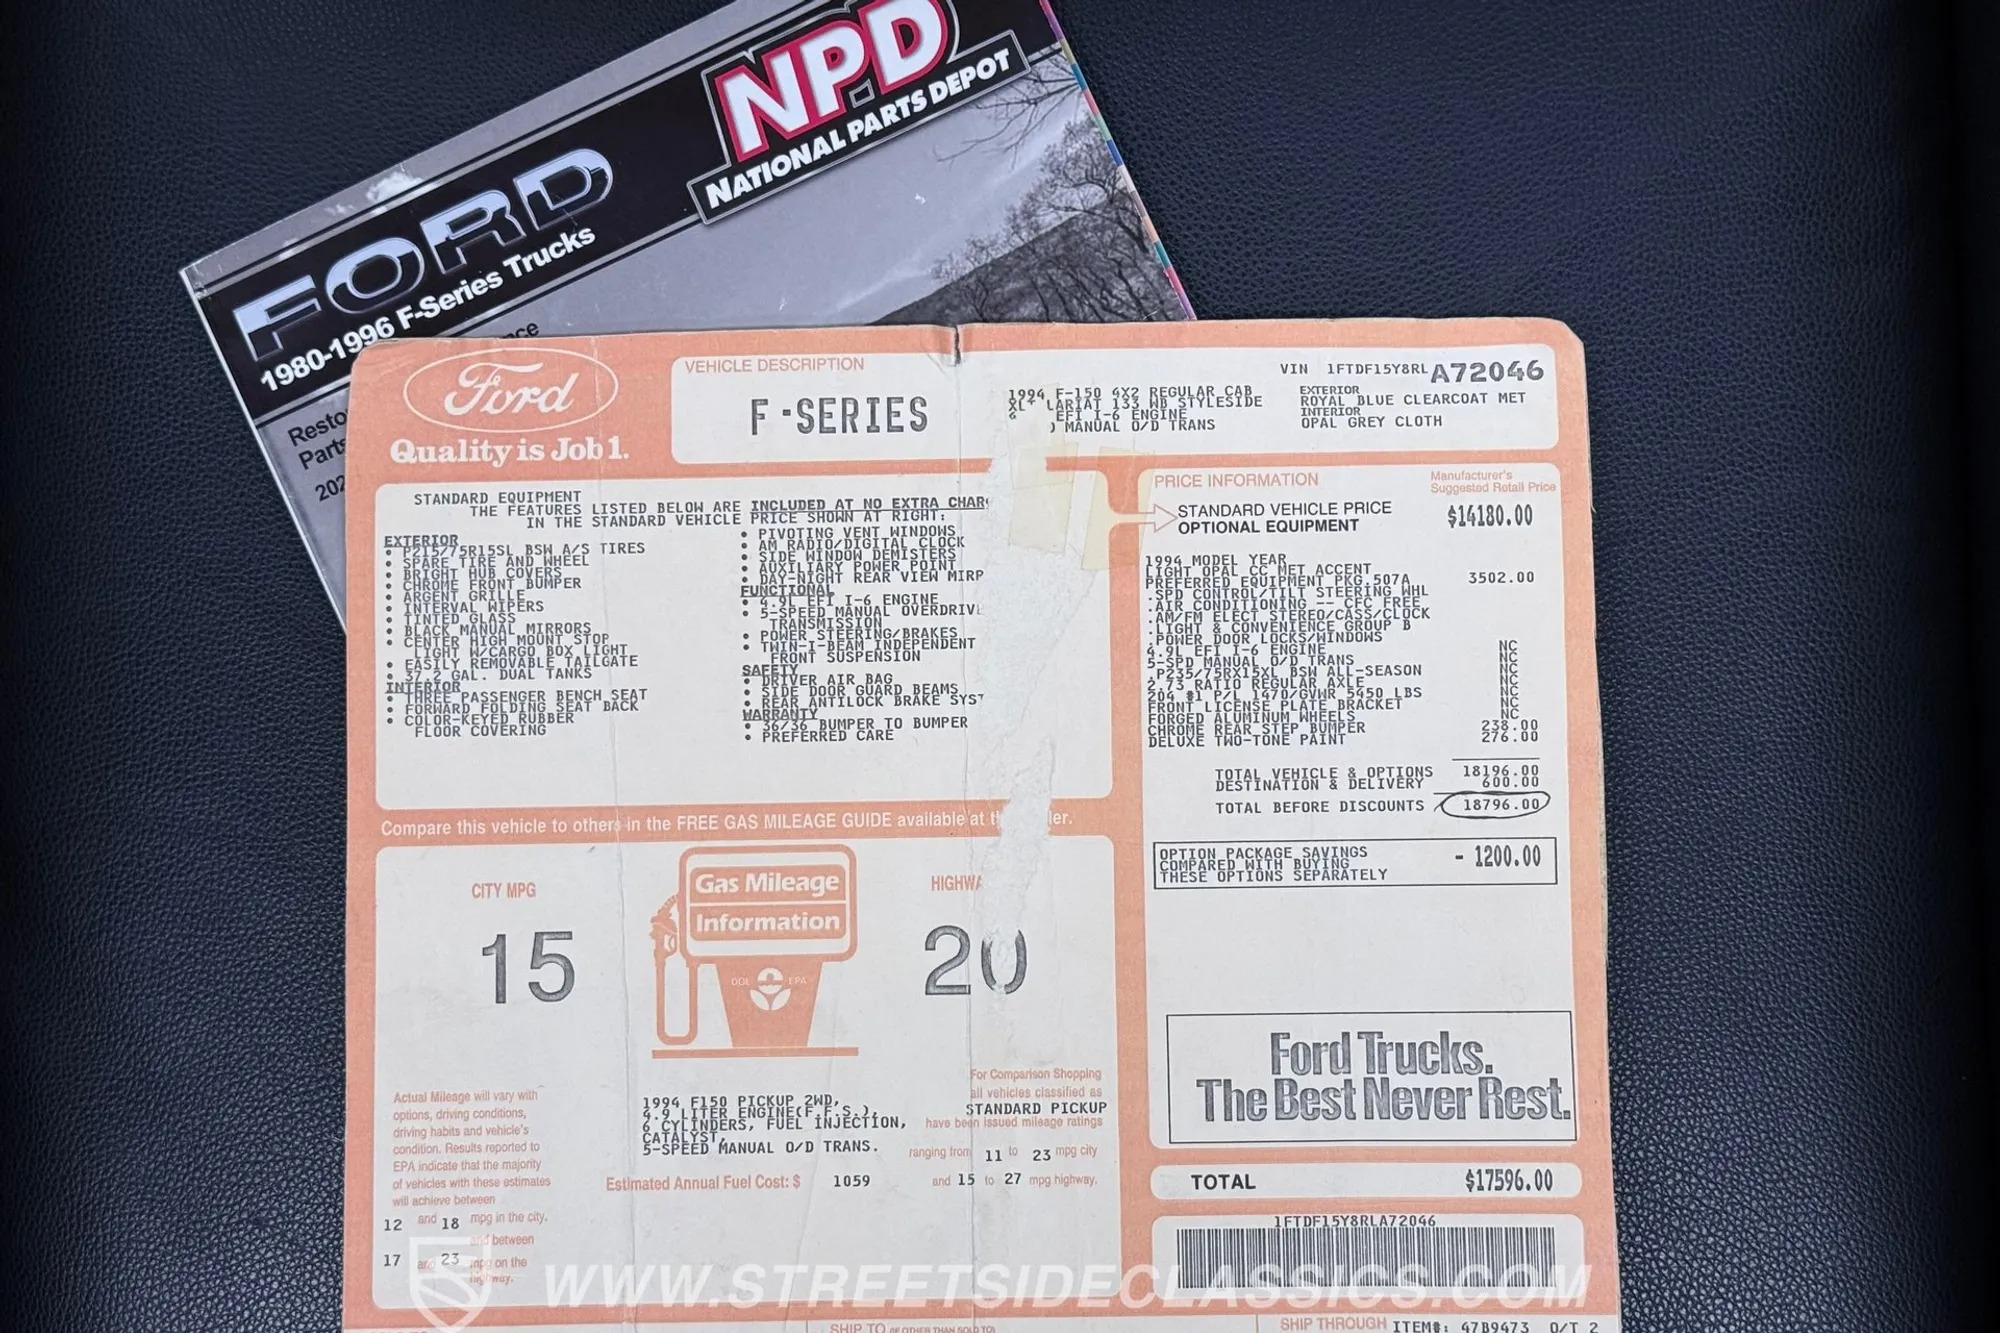 NPD
NATIONAL PARTS DEPOT
FORD
1980-1996 F-Series Trucks
Ford
Quality is Job 1.
VEHICLE DESCRIPTION
F-SERIES
1994 F-150 4X2 REGULAR CAB
LARIAT 133 WB STYLESIDE
EFI I-6 ENGINE
MANUAL O/D TRANS
VIN 1FTDF15Y8RLA72046
EXTERIOR
ROYAL BLUE CLEARCOAT MET
INTERIOR
OPAL GREY CLOTH
STANDARD EQUIPMENT
THE FEATURES LISTED BELOW ARE INCLUDED AT NO EXTRA
IN THE STANDARD VEHICLE PRICE SHOWN AT RIGHT:
EXTERIOR
• P215/75R15SL BSW A/S TIRES
• SPARE TIRE AND WHEEL
• BRIGHT HUB COVERS
• CHROME FRONT BUMPER
• ARGENT GRILLE
• INTERVAL WIPERS
• TINTED GLASS
• BLACK MANUAL MIRRORS
• CENTER HIGH MOUNT STOP
LIGHT W/CARGO BOX LIGHT
• EASILY REMOVABLE TAILGATE
• 37.2 GAL. DUAL TANKS
INTERIOR
• THREE PASSENGER BENCH SEAT
• FORWARD FOLDING SEAT BACK
• COLOR-KEYED RUBBER
FLOOR COVERING
• PIVOTING VENT WINDOWS
• AM RADIO/DIGITAL CLOCK
• SIDE WINDOW DEMISTERS
• AUXILIARY POWER POINT
• DAY-NIGHT REAR VIEW
FUNCTIONAL
• 4.9L EFI I-6 ENGINE
• 5-SPEED MANUAL OVERDRIVE
TRANSMISSION
• POWER STEERING/BRAKES
• TWIN-I-BEAM INDEPENDENT
FRONT SUSPENSION
SAFETY
• DRIVER AIR BAG
• SIDE DOOR GUARD BEAMS
• REAR ANTILOCK BRAKE SYST
WARRANTY
• 36/36 BUMPER TO BUMPER
• PREFERRED CARE
PRICE INFORMATION
Manufacturer's
Suggested Retail Price
STANDARD VEHICLE PRICE $14180.00
OPTIONAL EQUIPMENT
1994 MODEL YEAR
LIGHT OPAL CC MET ACCENT
PREFERRED EQUIPMENT PKG.507A 3502.00
.SPD CONTROL/TILT STEERING WHL
.AIR CONDITIONING -- CFC FREE
.AM/FM ELECT STEREO/CASS/CLOCK
.LIGHT & CONVENIENCE GROUP B
.POWER DOOR LOCKS/WINDOWS
4.9L EFI I-6 ENGINE NC
5-SPD MANUAL O/D TRANS NC
.P235/75RX15XL BSW ALL-SEASON NC
2.73 RATIO REGULAR AXLE NC
204 #1 P/L 1470/GVWR 5450 LBS NC
FRONT LICENSE PLATE BRACKET NC
FORGED ALUMINUM WHEELS NC
CHROME REAR STEP BUMPER 238.00
DELUXE TWO-TONE PAINT 276.00
TOTAL VEHICLE & OPTIONS 18196.00
DESTINATION & DELIVERY 600.00
TOTAL BEFORE DISCOUNTS 18796.00
OPTION PACKAGE SAVINGS
COMPARED WITH BUYING
THESE OPTIONS SEPARATELY
- 1200.00
Ford Trucks.
The Best Never Rest.
TOTAL $17596.00
1FTDF15Y8RLA72046
Compare this vehicle to others in the FREE GAS MILEAGE GUIDE available at
CITY MPG
15
Gas Mileage
Information
DOE EPA
20
Actual Mileage will vary with
options, driving conditions,
driving habits and vehicle's
condition. Results reported to
EPA indicate that the majority
of vehicles with these estimates
will achieve between
12 and 18 mpg in the city.
and between
17 and 23 mpg on the
highway.
1994 F150 PICKUP 2WD,
4.9 LITER ENGINE(F.F.S.),
6 CYLINDERS, FUEL INJECTION,
CATALYST,
5-SPEED MANUAL O/D TRANS.
Estimated Annual Fuel Cost: $ 1059
For Comparison Shopping
all vehicles classified as
STANDARD PICKUP
have been issued mileage ratings
ranging from 11 to 23 mpg city
and 15 to 27 mpg highway.
WWW.STREETSIDECLASSICS.COM
SHIP TO (IF OTHER THAN SOLD TO)
SHIP THROUGH ITEM#: 47B9473 O/T 2